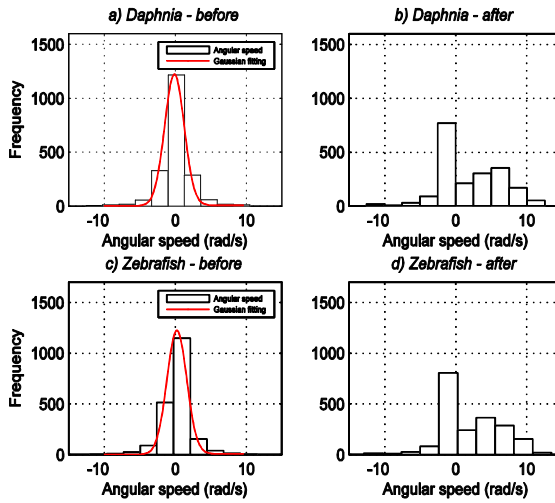 a) Daphnia - before
b) Daphnia - after
1500
1000
500
0
Frequency
Angular speed
Gaussian fitting
-10
0
10
Angular speed (rad/s)
1500
1000
500
0
-10
0
10
Angular speed (rad/s)
c) Zebrafish - before
d) Zebrafish - after
1500
1000
500
0
Frequency
Angular speed
Gaussian fitting
-10
0
10
Angular speed (rad/s)
1500
1000
500
0
-10
0
10
Angular speed (rad/s)